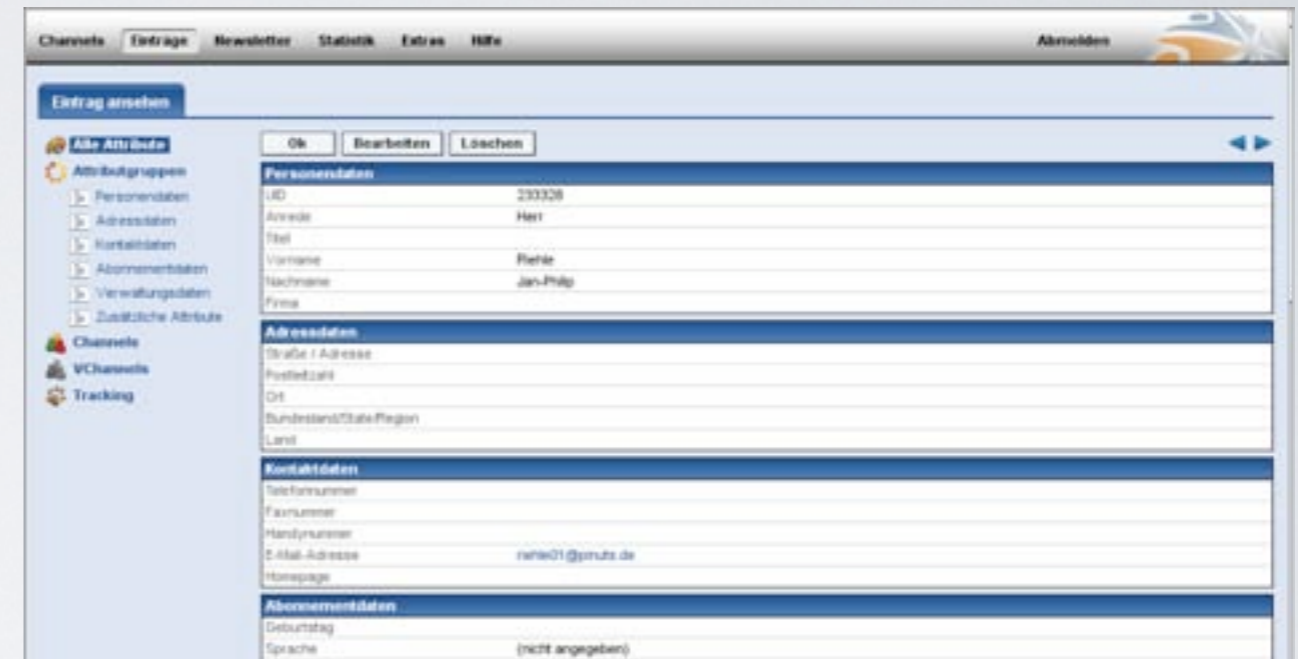 Channels Einträge Newsletter Statistik Extras Hilfe Abmelden
Eintrag ansehen
Alle Attribute
Attributgruppen
Personendaten
Adressdaten
Kontaktdaten
Abonnementdaten
Verwaltungsdaten
Zusätzliche Attribute
Channels
VChannels
Tracking
Ok Bearbeiten Löschen
Personendaten
UID 233328
Anrede Herr
Titel
Vorname Riehle
Nachname Jan-Philip
Firma
Adressdaten
Straße / Adresse
Postleitzahl
Ort
Bundesland/State/Region
Land
Kontaktdaten
Telefonnummer
Faxnummer
Handynummer
E-Mail-Adresse riehle01@pinuts.de
Homepage
Abonnementdaten
Geburtstag
Sprache (nicht angegeben)